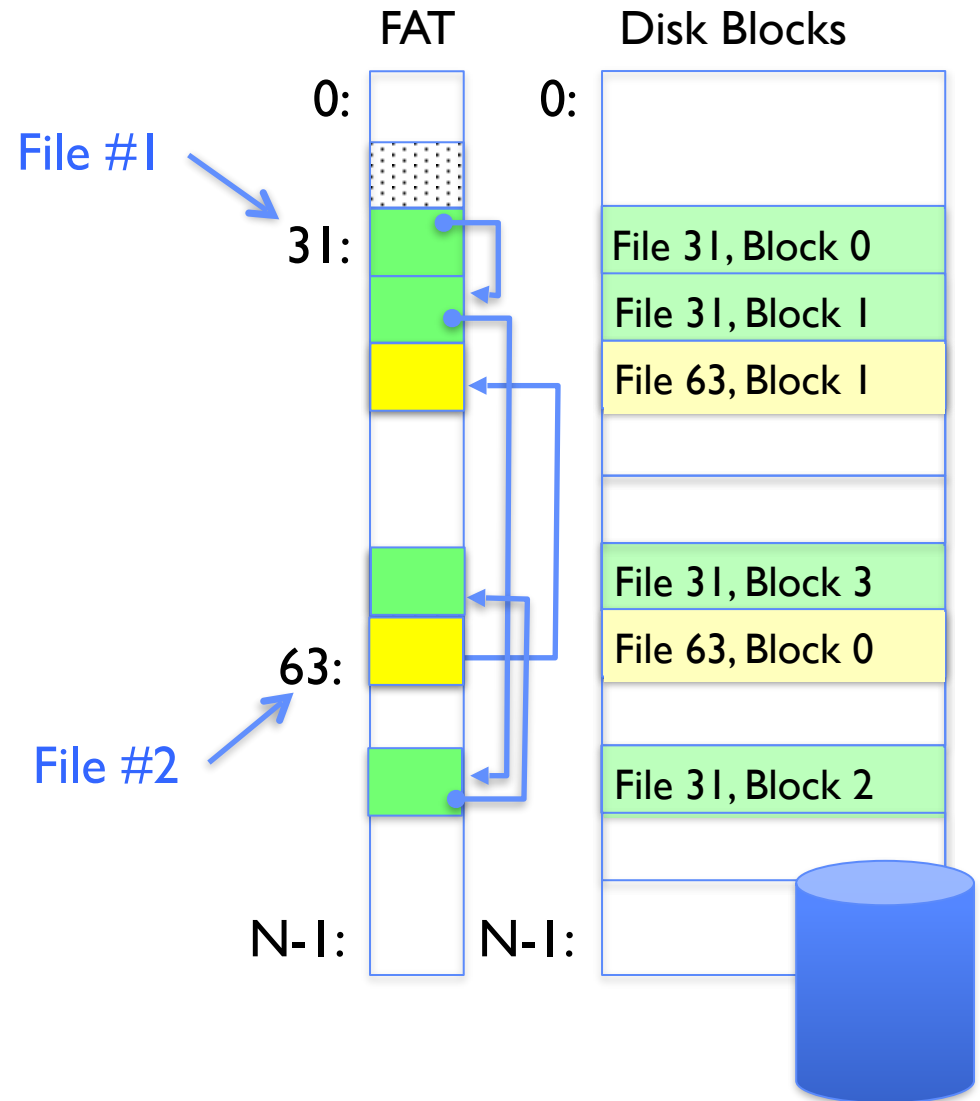 FAT Disk Blocks
0: 0:
File #1
31: File 31, Block 0
File 31, Block 1
File 63, Block 1
File 31, Block 3
63: File 63, Block 0
File #2
File 31, Block 2
N-1: N-1: